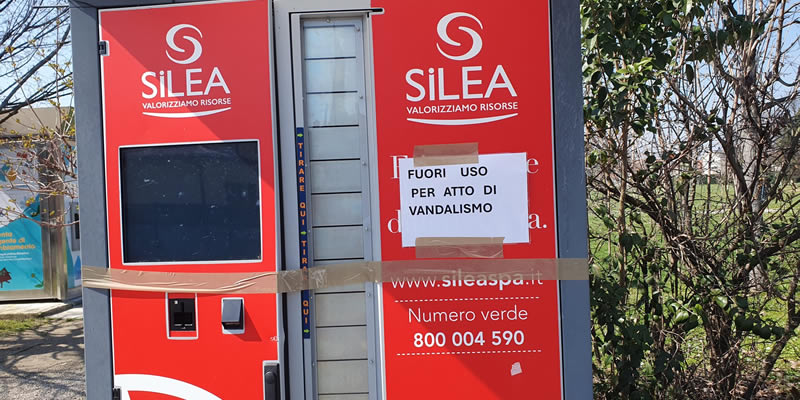 SiLEA
VALORIZZIAMO RISORSE
SiLEA
VALORIZZIAMO RISORSE
TIRARE QUI TIRA
QUI
FUORI USO
PER ATTO DI
VANDALISMO
www.sileaspa.it
Numero verde
800 004 590